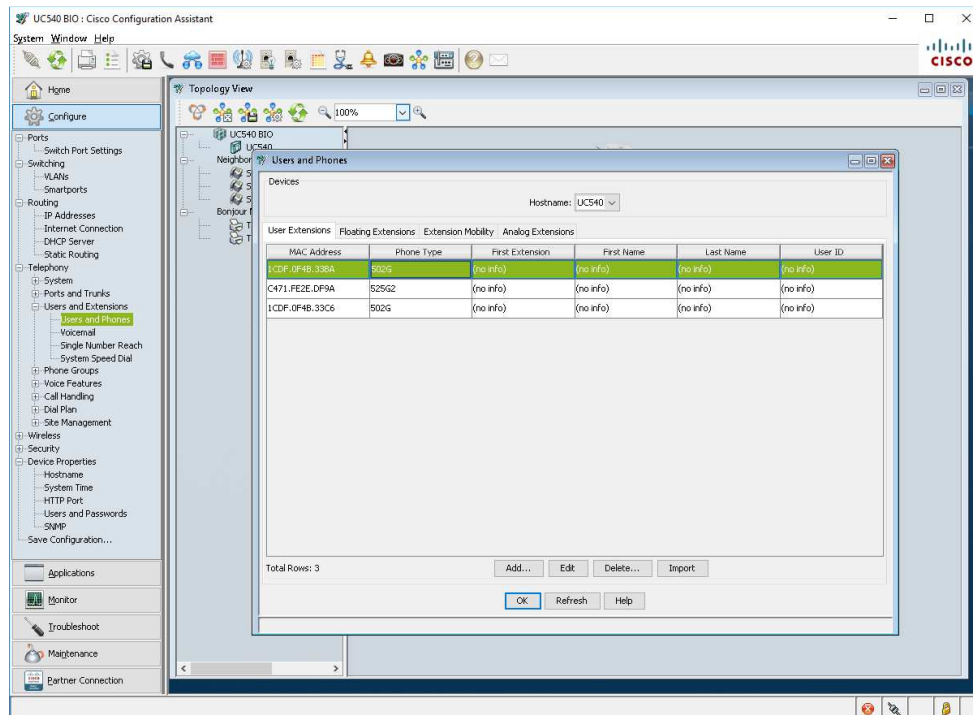 UC540 BIO : Cisco Configuration Assistant
System Window Help
CISCO
Home
Configure
Ports
Switch Port Settings
Switching
VLANs
Smartports
Routing
IP Addresses
Internet Connection
DHCP Server
Static Routing
Telephony
System
Ports and Trunks
Users and Extensions
Users and Phones
Voicemail
Single Number Reach
System Speed Dial
Phone Groups
Voice Features
Call Handling
Dial Plan
Site Management
Wireless
Security
Device Properties
Hostname
System Time
HTTP Port
Users and Passwords
SNMP
Save Configuration...
Applications
Monitor
Troubleshoot
Maintenance
Partner Connection
Topology View
100%
UC540 BIO
UC540
Neighbor
S
S
S
Bonjour
T
T
Users and Phones
Devices
Hostname: UC540
User Extensions Floating Extensions Extension Mobility Analog Extensions
MAC Address Phone Type First Extension First Name Last Name User ID
1CDF.0F4B.33BA 502G (no info) (no info) (no info) (no info)
C471.FE2E.DF9A 525G2 (no info) (no info) (no info) (no info)
1CDF.0F4B.33C6 502G (no info) (no info) (no info) (no info)
Total Rows: 3 Add... Edit Delete... Import
OK Refresh Help